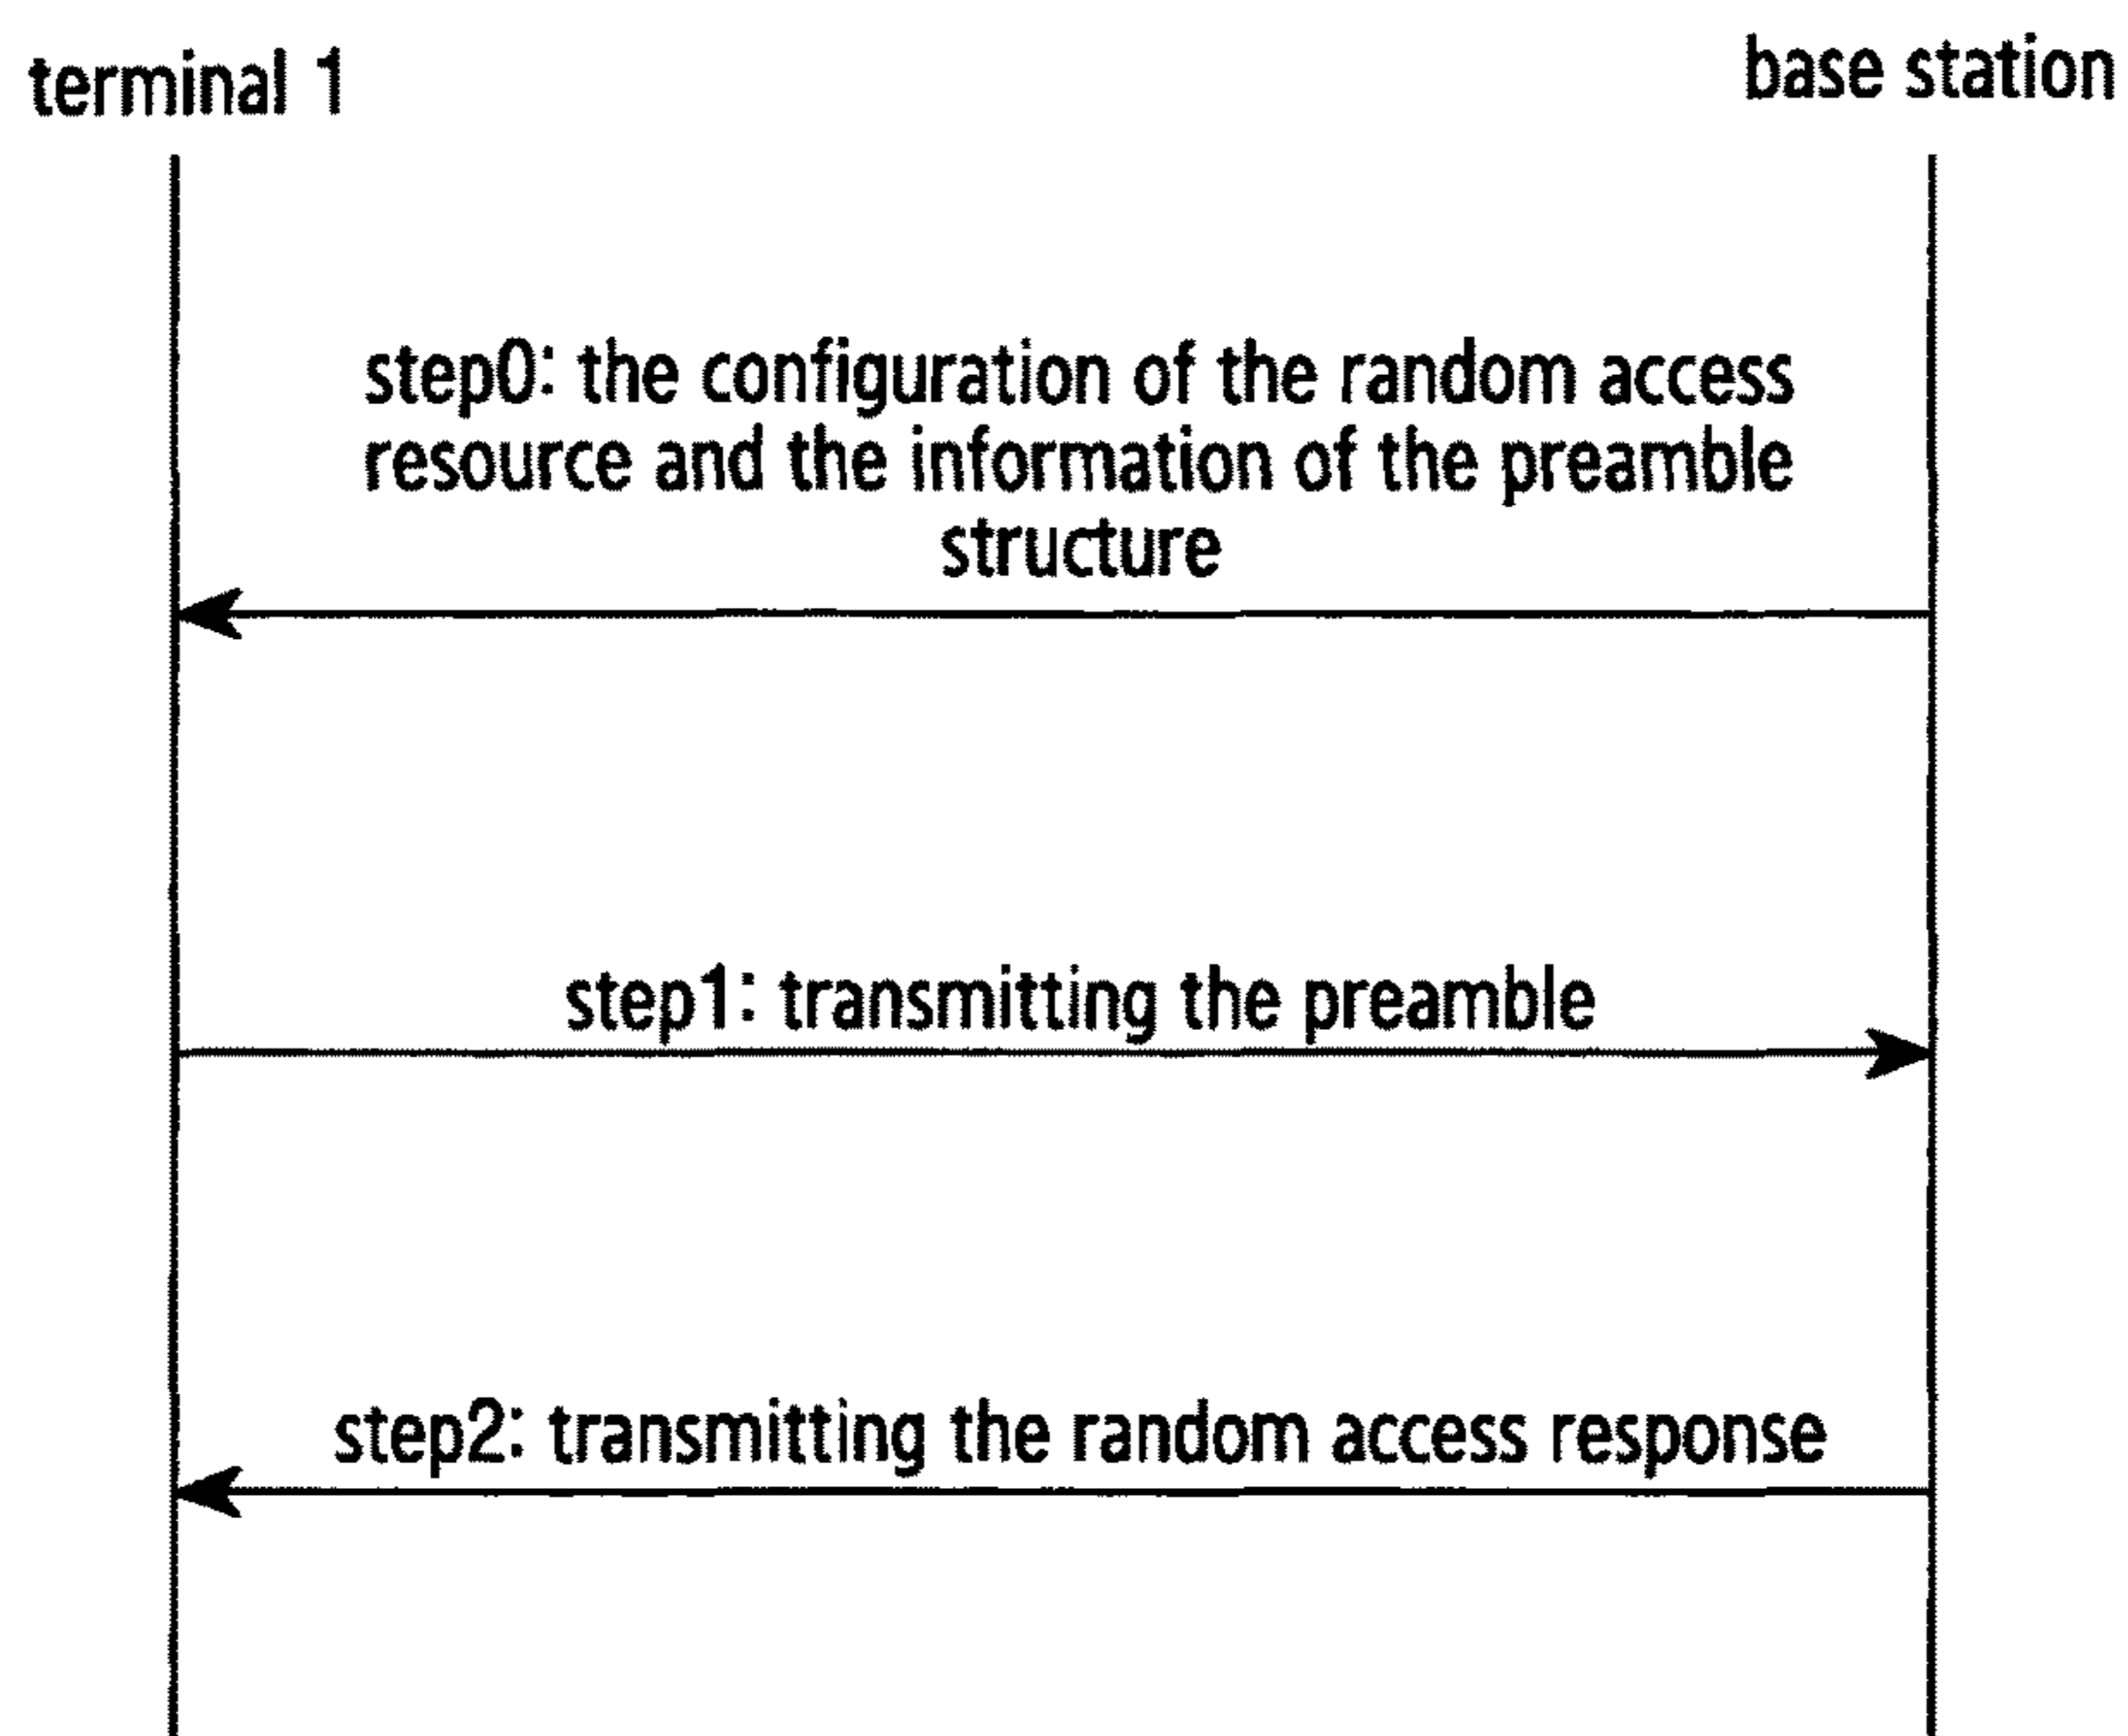 terminal 1
base station
step0: the configuration of the random access
resource and the information of the preamble
structure
step1: transmitting the preamble
step2: transmitting the random access response